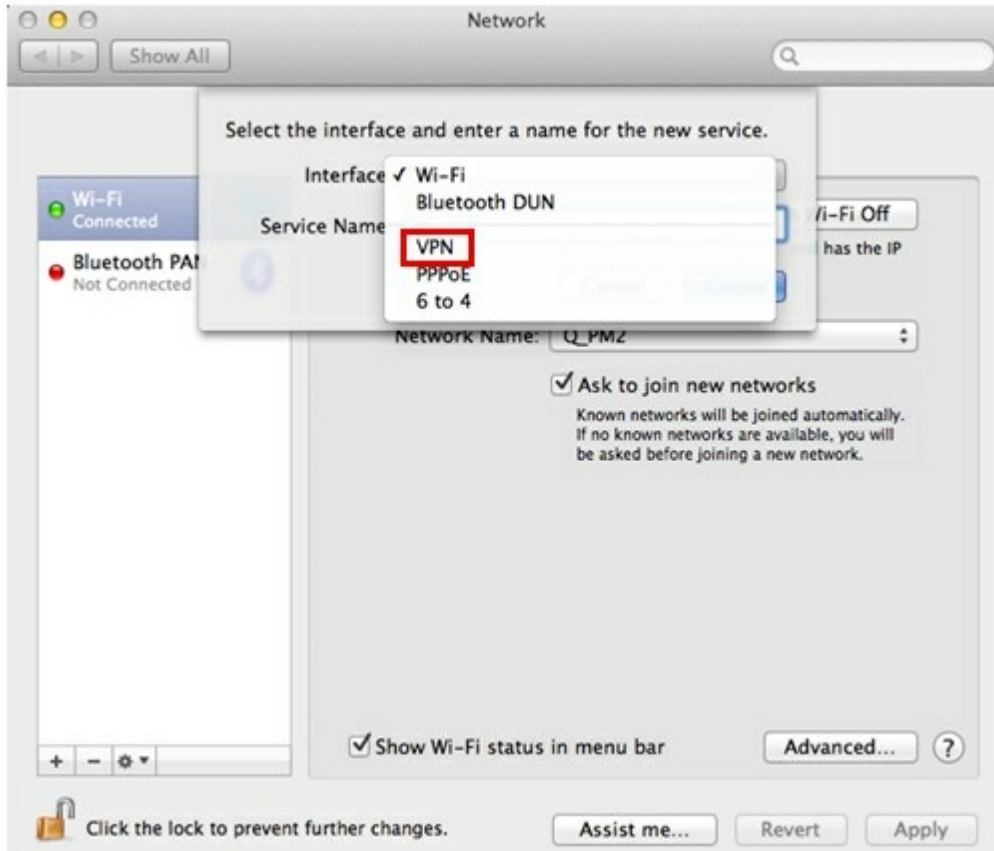 Network
Show All
Select the interface and enter a name for the new service.
Interface ✓ Wi-Fi
Bluetooth DUN
Service Name
VPN
PPPoE
6 to 4
Cancel
Create
Wi-Fi
Connected
Bluetooth PAN
Not Connected
Wi-Fi Off
has the IP
Network Name: Q_PM2
Ask to join new networks
Known networks will be joined automatically.
If no known networks are available, you will
be asked before joining a new network.
Show Wi-Fi status in menu bar
Advanced... ?
+ −
Click the lock to prevent further changes.
Assist me... Revert Apply